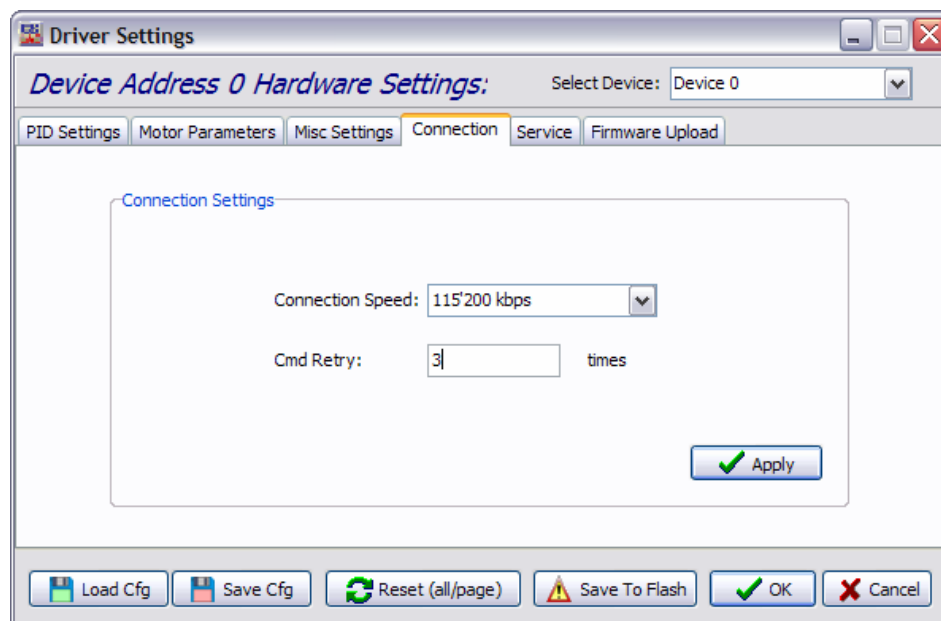 Driver Settings
Device Address 0 Hardware Settings: Select Device: Device 0
PID Settings Motor Parameters Misc Settings Connection Service Firmware Upload
Connection Settings
Connection Speed: 115'200 kbps
Cmd Retry: 3 times
Apply
Load Cfg Save Cfg Reset (all/page) Save To Flash OK Cancel